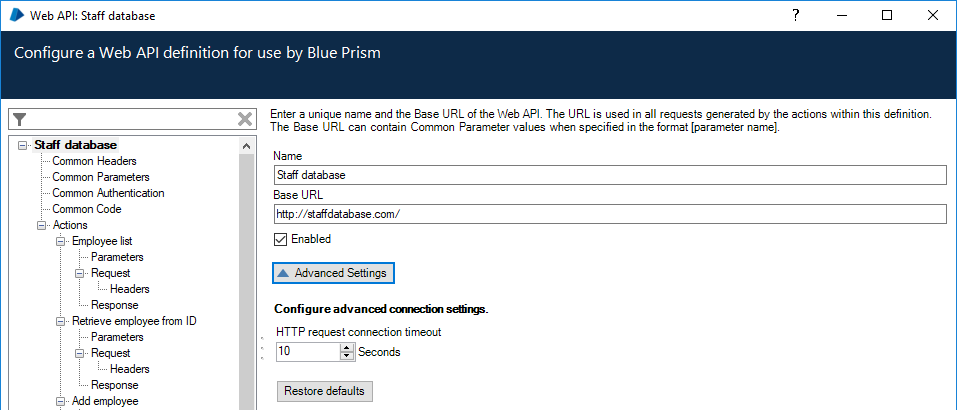 Web API: Staff database
Configure a Web API definition for use by Blue Prism
Staff database
Common Headers
Common Parameters
Common Authentication
Common Code
Actions
Employee list
Parameters
Request
Headers
Response
Retrieve employee from ID
Parameters
Request
Headers
Response
Add employee
Enter a unique name and the Base URL of the Web API. The URL is used in all requests generated by the actions within this definition.
The Base URL can contain Common Parameter values when specified in the format [parameter name].
Name
Staff database
Base URL
http://staffdatabase.com/
Enabled
Advanced Settings
Configure advanced connection settings.
HTTP request connection timeout
10 Seconds
Restore defaults